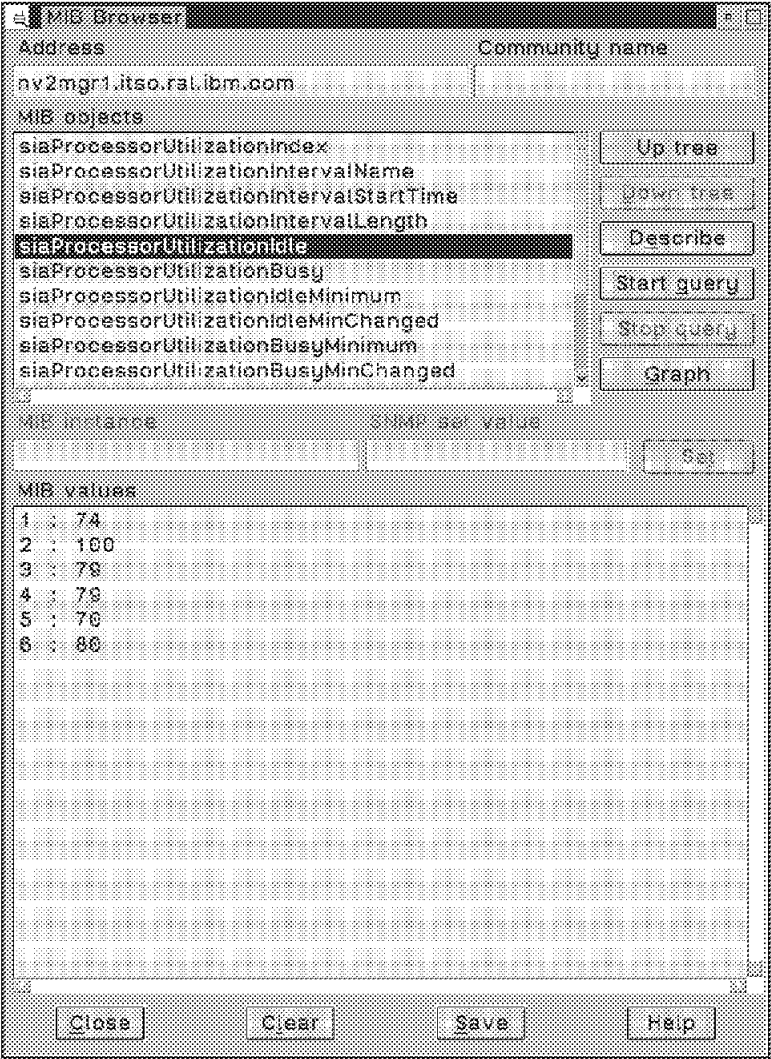 MIB Browser
Address Community name
nv2mgr1.itso.ral.ibm.com
MIB objects
siaProcessorUtilizationIndex
siaProcessorUtilizationIntervalName
siaProcessorUtilizationIntervalStartTime
siaProcessorUtilizationIntervalLength
siaProcessorUtilizationIdle
siaProcessorUtilizationBusy
siaProcessorUtilizationIdleMinimum
siaProcessorUtilizationIdleMinChanged
siaProcessorUtilizationBusyMinimum
siaProcessorUtilizationBusyMinChanged
Up tree
Down tree
Describe
Start query
Stop query
Graph
MIB instance SNMP set value
Set
MIB values
1 : 74
2 : 100
3 : 79
4 : 79
5 : 70
6 : 80
Close Clear Save Help